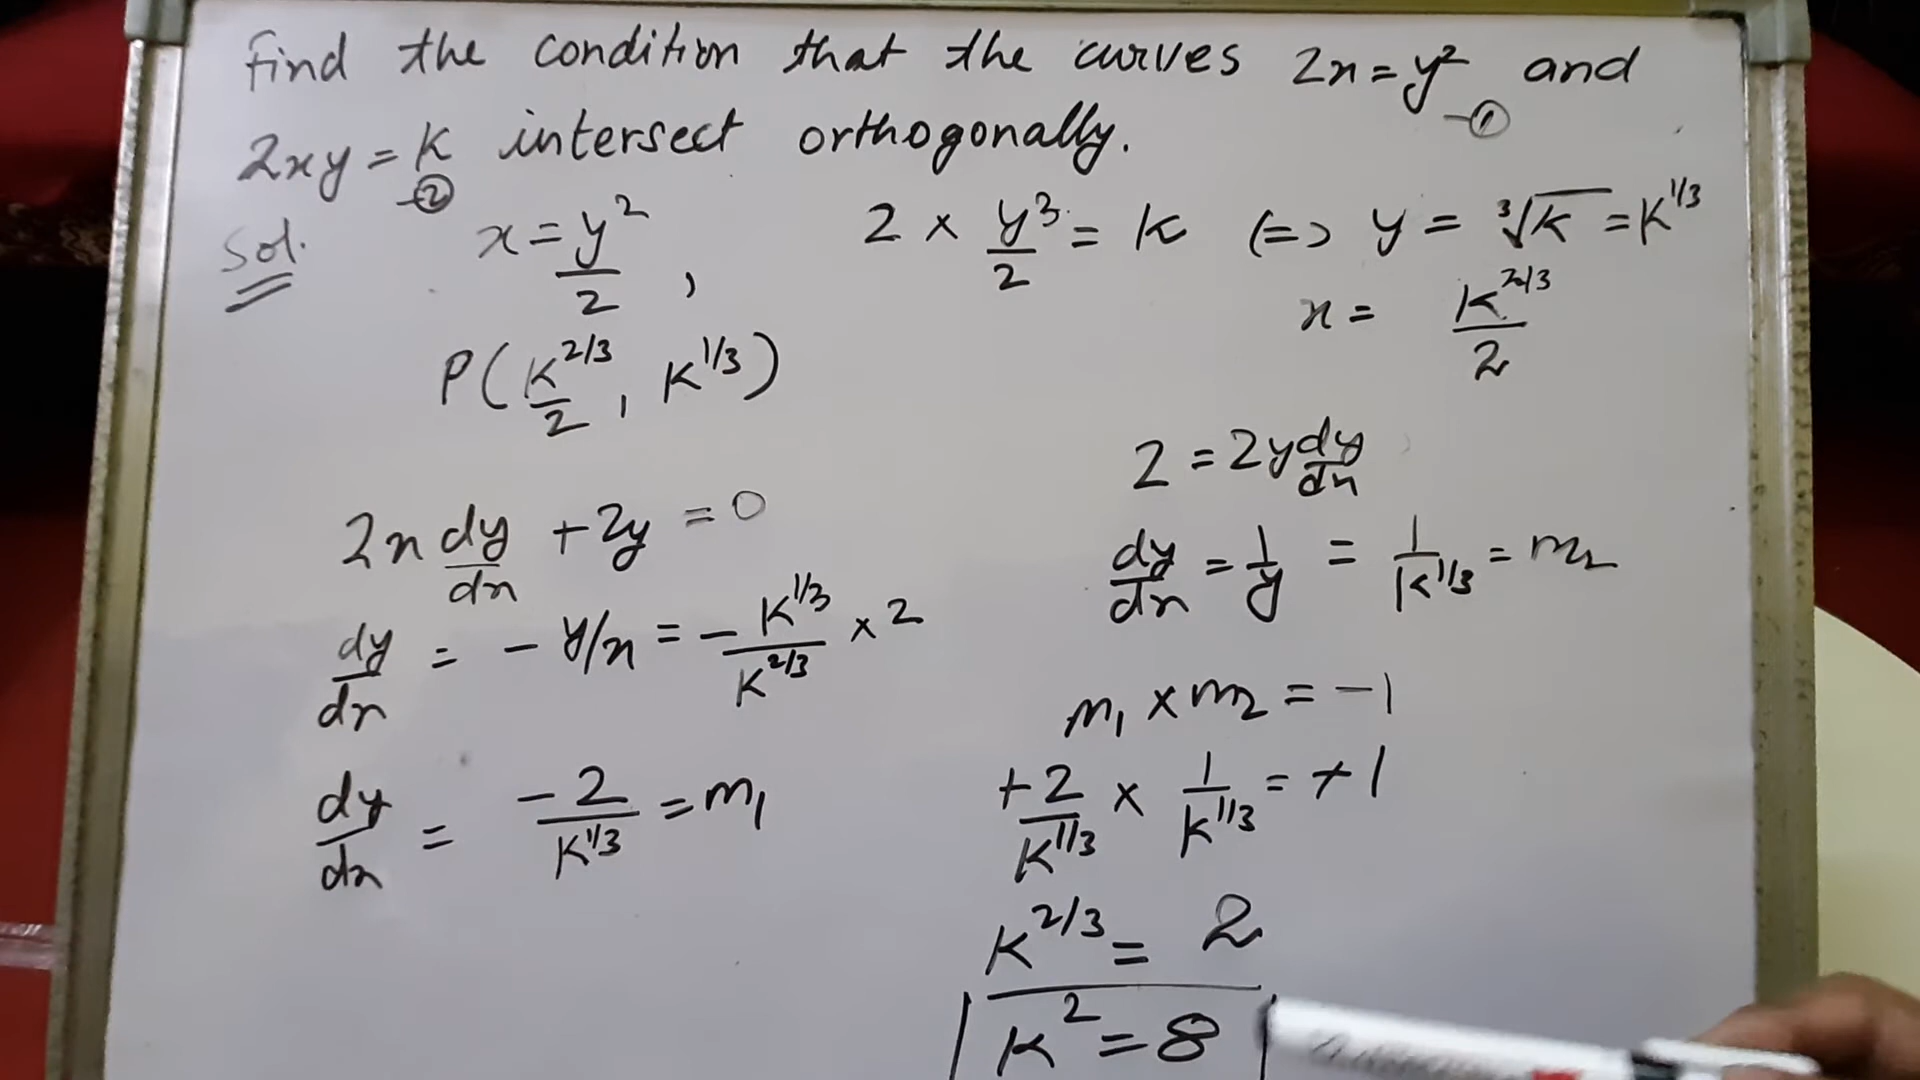 Find the condition that the curves 2x = y² and —①
2xy = k —② intersect orthogonally.
Sol. x = y²/2 , 2 × y³/2 = k (=> y = ³√k = k^1/3
x = k^2/3 / 2
P(k^2/3 / 2 , k^1/3)
2 = 2y dy/dx
2x dy/dx + 2y = 0
dy/dx = 1/y = 1/k^1/3 = m₂
dy/dx = - y/x = - k^1/3 / k^2/3 × 2
m₁ × m₂ = -1
dy/dx = -2/k^1/3 = m₁
+2/k^1/3 × 1/k^1/3 = +1
k^2/3 = 2
k² = 8